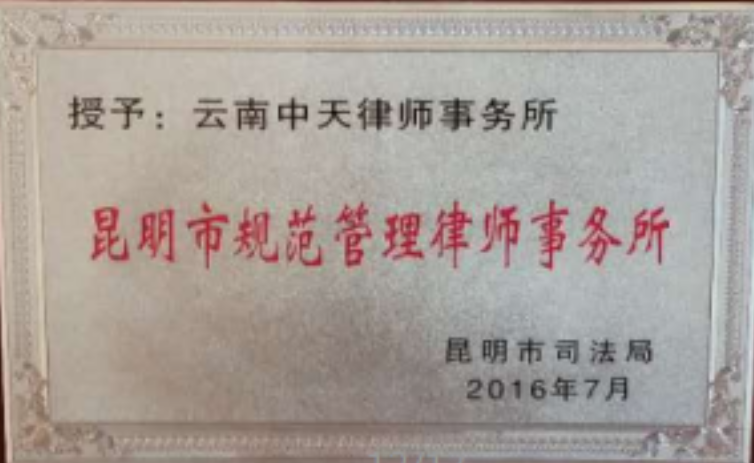 授予：云南中天律师事务所
昆明市规范管理律师事务所
昆明市司法局
2016年7月